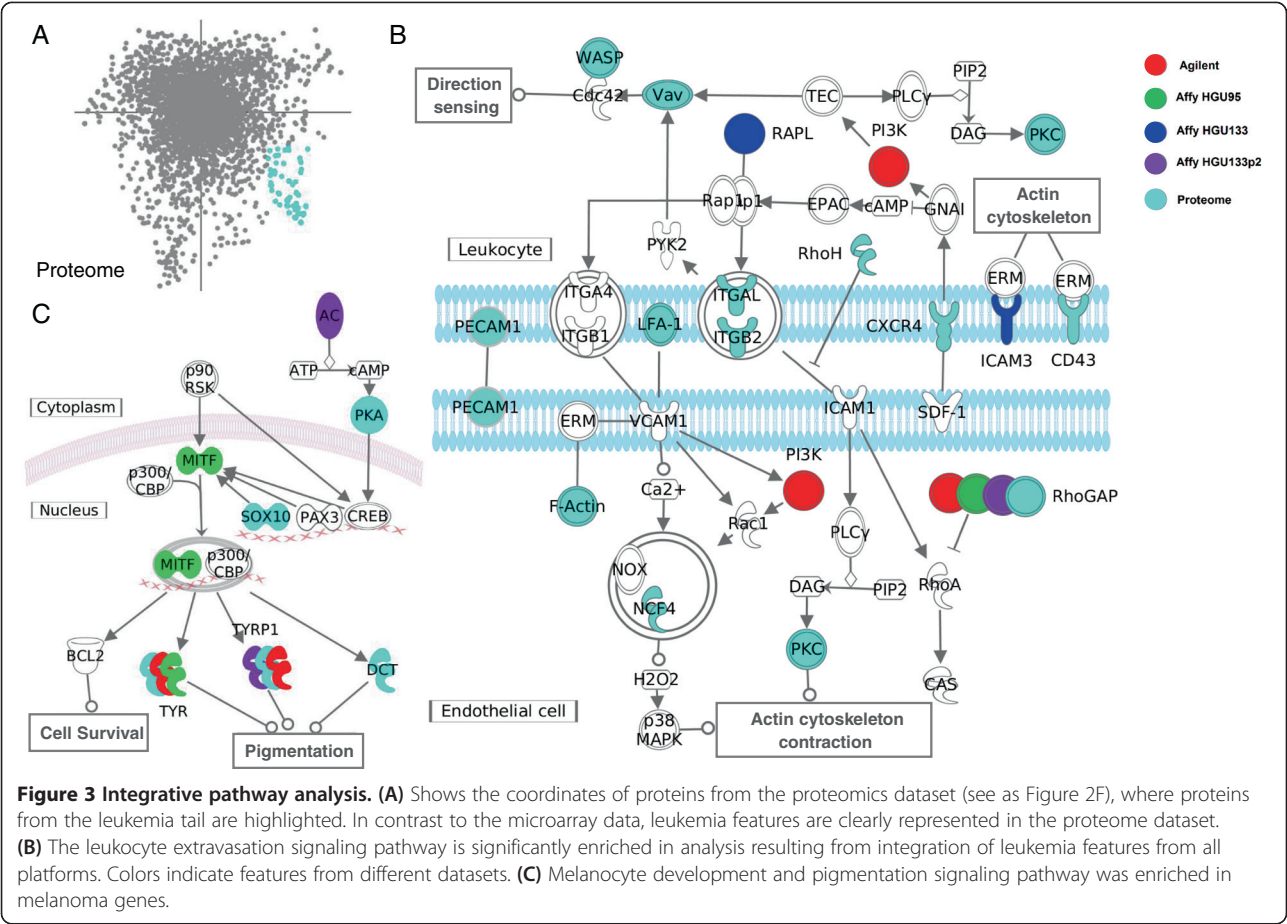 A
Proteome
B
WASP
Direction
sensing
Cdc42
Vav
TEC
PLCγ
PIP2
DAG
PKC
RAPL
PI3K
Rap1
1p1
EPAC
cAMP
GNAI
Actin
cytoskeleton
Leukocyte
PYK2
RhoH
ERM
ERM
ITGA4
ITGB1
LFA-1
ITGAL
ITGB2
PECAM1
CXCR4
ICAM3
CD43
PECAM1
ERM
VCAM1
ICAM1
SDF-1
F-Actin
Ca2+
PI3K
Rac1
RhoGAP
NOX
NCF4
PLCγ
DAG
PIP2
RhoA
PKC
CAS
H2O2
p38
MAPK
Endothelial cell
Actin cytoskeleton
contraction
Agilent
Affy HGU95
Affy HGU133
Affy HGU133p2
Proteome
C
AC
ATP
cAMP
p90
RSK
Cytoplasm
PKA
MITF
p300/
CBP
Nucleus
SOX10
PAX3
CREB
MITF
p300/
CBP
BCL2
TYR
TYRP1
DCT
Cell Survival
Pigmentation
Figure 3 Integrative pathway analysis. (A) Shows the coordinates of proteins from the proteomics dataset (see as Figure 2F), where proteins
from the leukemia tail are highlighted. In contrast to the microarray data, leukemia features are clearly represented in the proteome dataset.
(B) The leukocyte extravasation signaling pathway is significantly enriched in analysis resulting from integration of leukemia features from all
platforms. Colors indicate features from different datasets. (C) Melanocyte development and pigmentation signaling pathway was enriched in
melanoma genes.